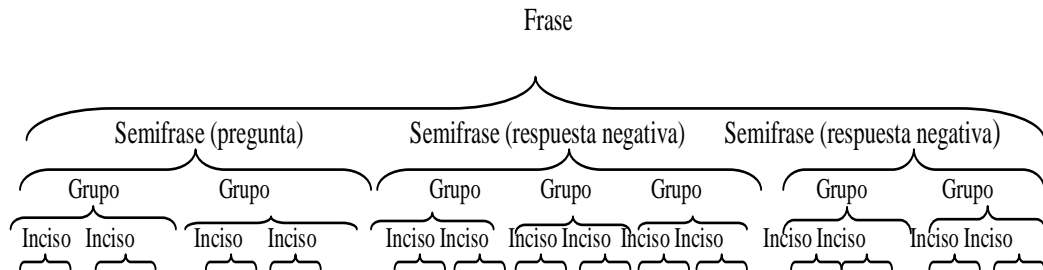 Frase
Semifrase (pregunta) Semifrase (respuesta negativa) Semifrase (respuesta negativa)
Grupo Grupo Grupo Grupo Grupo Grupo Grupo
Inciso Inciso Inciso Inciso Inciso Inciso Inciso Inciso Inciso Inciso Inciso Inciso Inciso Inciso